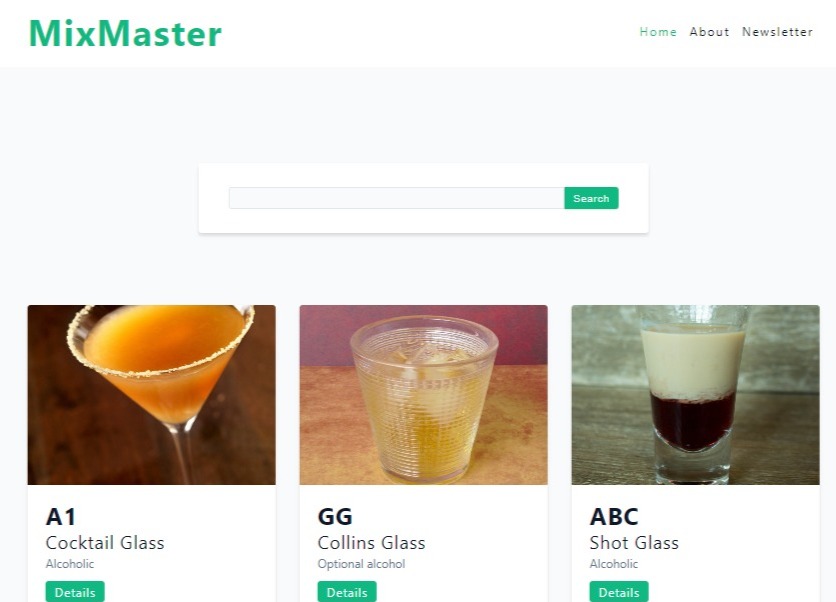 MixMaster
Home About Newsletter
Search
A1
Cocktail Glass
Alcoholic
Details
GG
Collins Glass
Optional alcohol
Details
ABC
Shot Glass
Alcoholic
Details